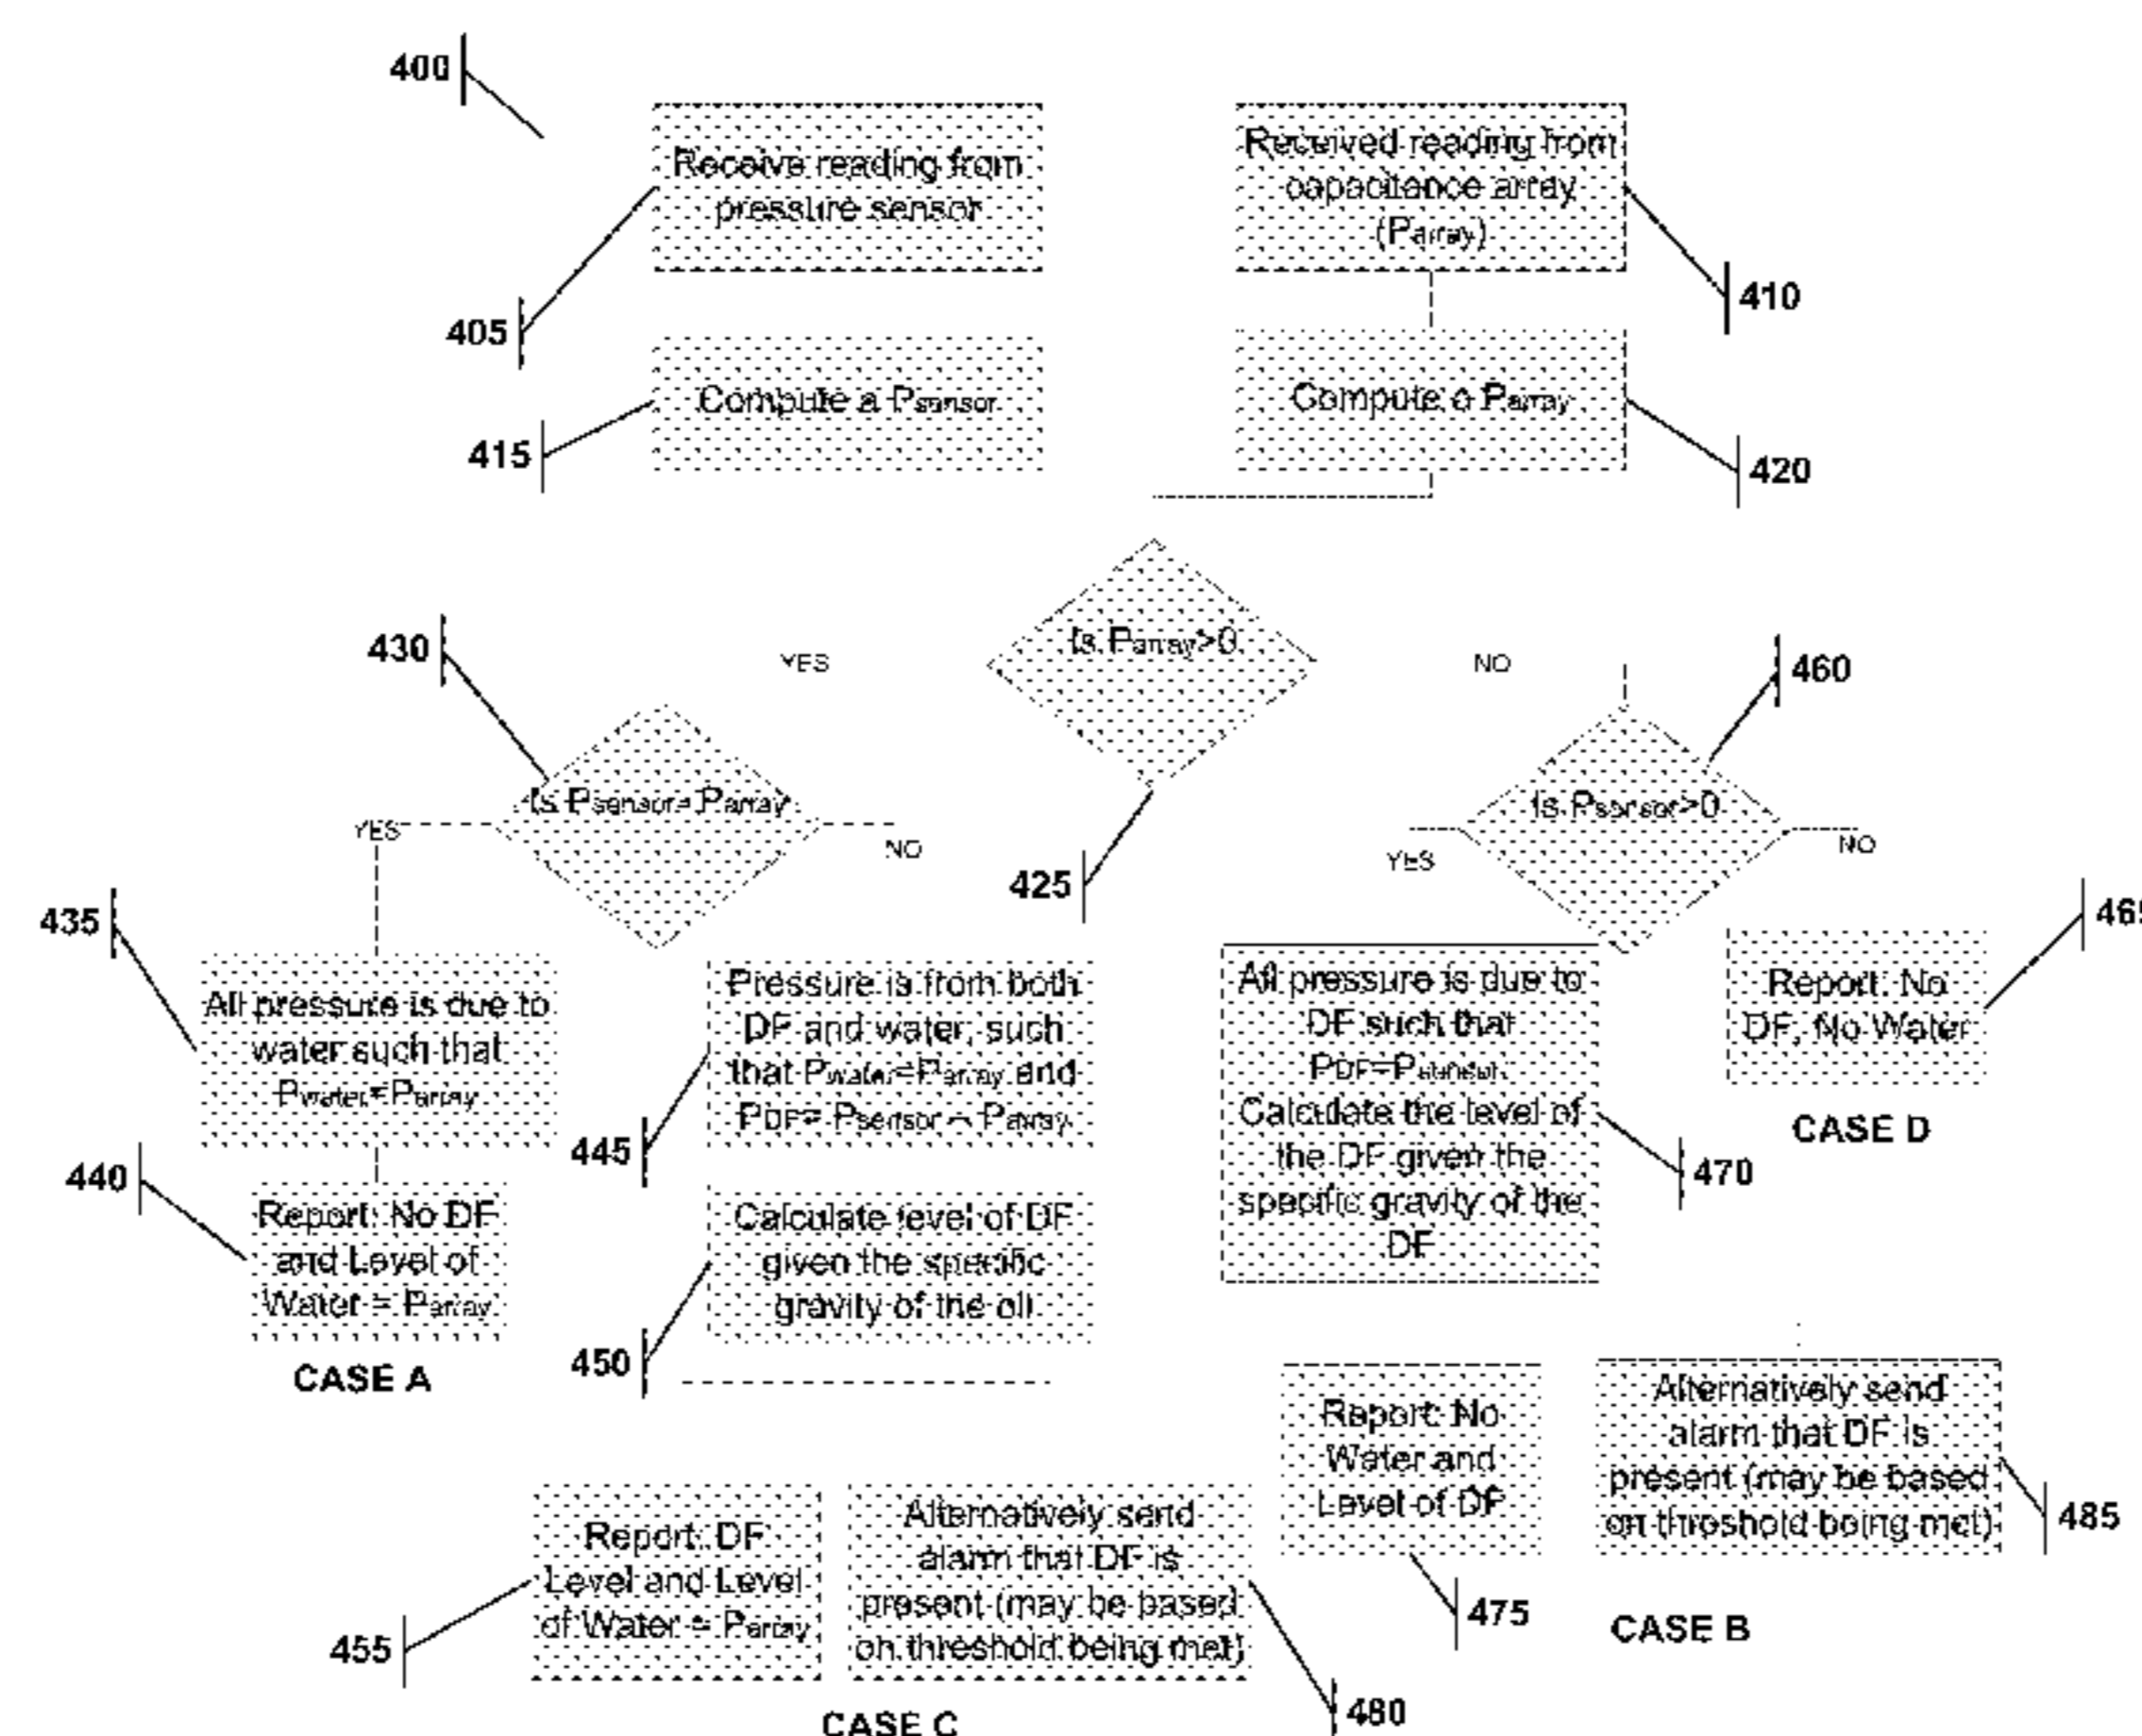 400
Receive reading from
pressure sensor
Received reading from
capacitance array
(Parray)
405
410
Compute a Psensor
Compute a Parray
415
420
Is Parray>0
430
YES
NO
460
Is Psensor= Parray
Is Psensor>0
YES
NO
425
YES
NO
435
465
All pressure is due to
water such that
Pwater=Parray
Pressure is from both
DF and water, such
that Pwater=Parray and
PDF= Psensor – Parray
445
All pressure is due to
DF such that
PDF=Psensor.
Calculate the level of
the DF given the
specific gravity of the
DF
470
Report: No
DF, No Water
CASE D
440
Report: No DF
and Level of
Water = Parray
CASE A
Calculate level of DF
given the specific
gravity of the oil
450
Report: No
Water and
Level of DF
475
Alternatively send
alarm that DF is
present (may be based
on threshold being met)
485
CASE B
Report: DF
Level and Level
of Water = Parray
455
Alternatively send
alarm that DF is
present (may be based
on threshold being met)
480
CASE C